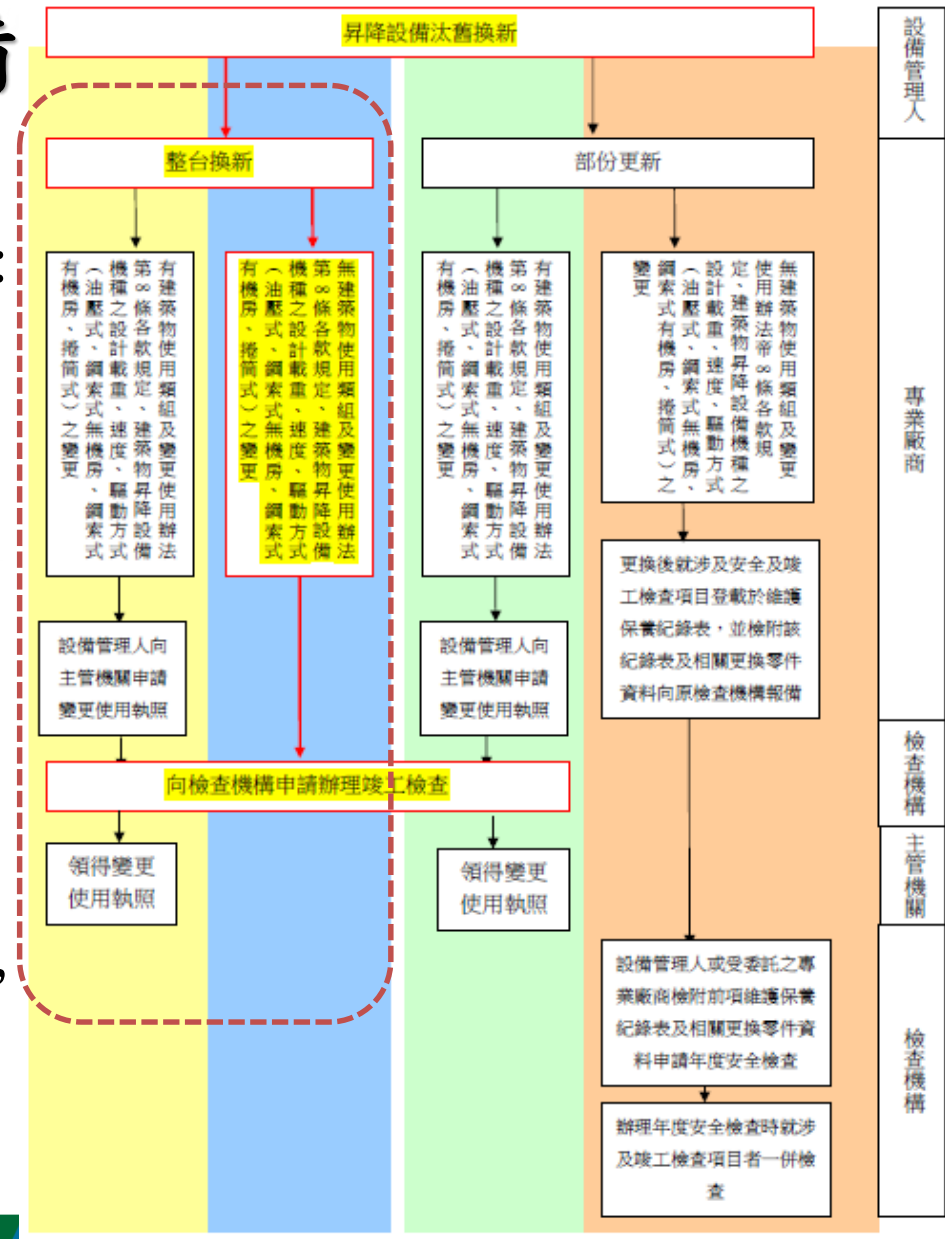 昇降設備汰舊換新
設備管理人
整台換新
部份更新
有建築物使用類組及變更使用辦法
第8條各款規定、建築物昇降設備
機種之設計載重、速度、驅動方式
（油壓式、鋼索式無機房、鋼索式
有機房、捲筒式）之變更
無建築物使用類組及變更使用辦法
第8條各款規定、建築物昇降設備
機種之設計載重、速度、驅動方式
（油壓式、鋼索式無機房、鋼索式
有機房、捲筒式）之變更
有建築物使用類組及變更使用辦法
第8條各款規定、建築物昇降設備
機種之設計載重、速度、驅動方式
（油壓式、鋼索式無機房、鋼索式
有機房、捲筒式）之變更
無建築物使用類組及變更
使用辦法帝8條各款規
定、建築物昇降設備機種之
設計載重、速度、驅動方式
（油壓式、鋼索式無機房、
鋼索式有機房、捲筒式）之
變更
專業廠商
設備管理人向
主管機關申請
變更使用執照
設備管理人向
主管機關申請
變更使用執照
更換後就涉及安全及竣
工檢查項目登載於維護
保養紀錄表，並檢附該
紀錄表及相關更換零件
資料向原檢查機構報備
向檢查機構申請辦理竣工檢查
檢查機構
領得變更
使用執照
領得變更
使用執照
主管機關
設備管理人或受委託之專
業廠商檢附前項維護保養
紀錄表及相關更換零件資
料申請年度安全檢查
辦理年度安全檢查時就涉
及竣工檢查項目者一併檢
查
檢查機構